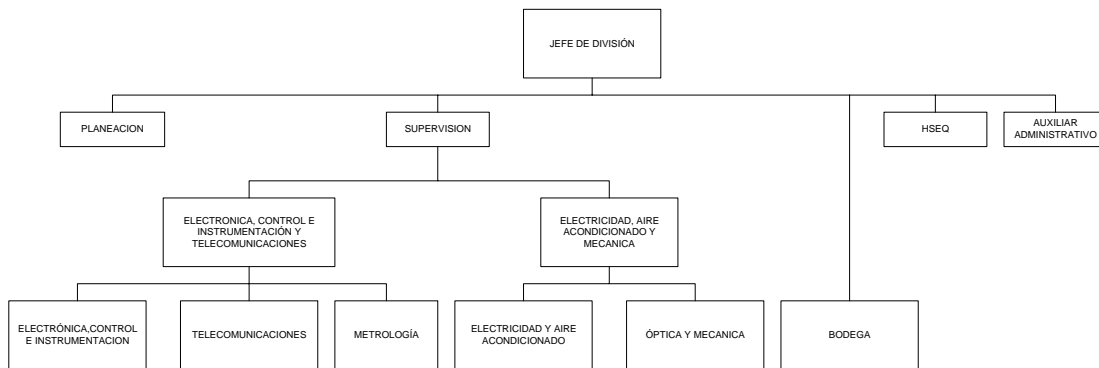 JEFE DE DIVISIÓN
PLANEACION
SUPERVISION
HSEQ
AUXILIAR
ADMINISTRATIVO
ELECTRONICA, CONTROL E
INSTRUMENTACIÓN Y
TELECOMUNICACIONES
ELECTRICIDAD, AIRE
ACONDICIONADO Y
MECANICA
ELECTRÓNICA,CONTROL
E INSTRUMENTACION
TELECOMUNICACIONES
METROLOGÍA
ELECTRICIDAD Y AIRE
ACONDICIONADO
ÓPTICA Y MECANICA
BODEGA